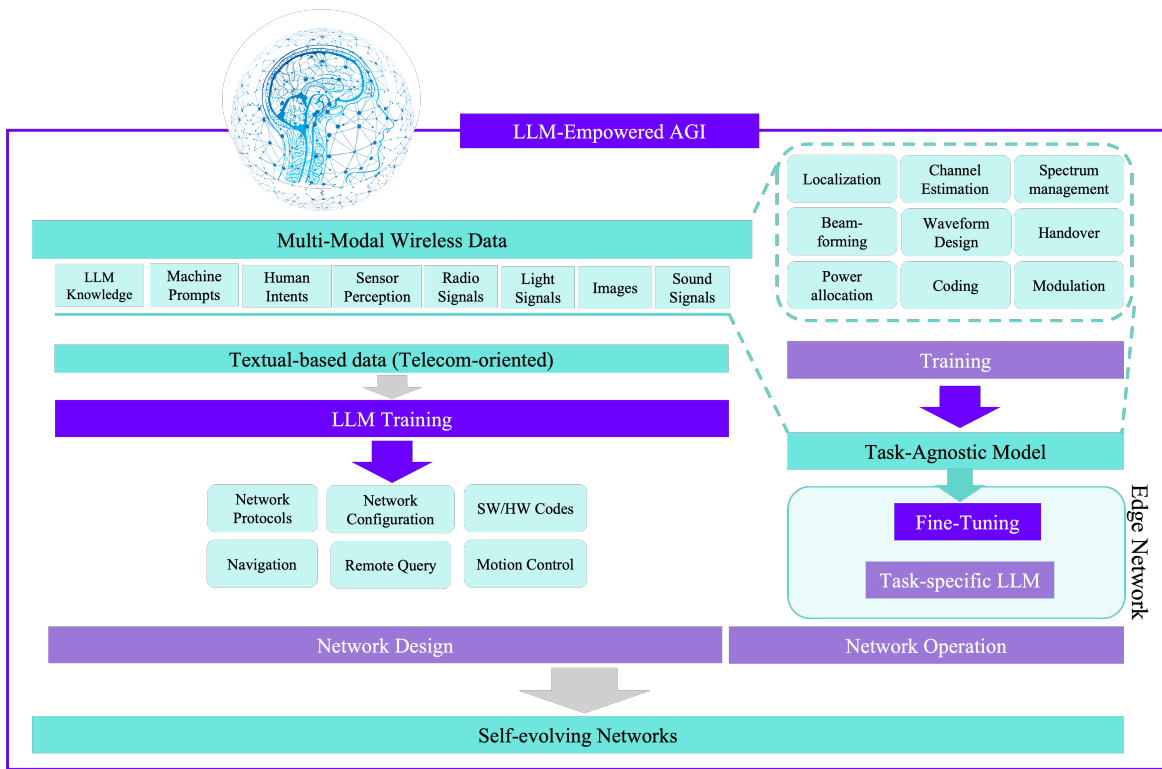 LLM-Empowered AGI
Multi-Modal Wireless Data
LLM
Knowledge
Machine
Prompts
Human
Intents
Sensor
Perception
Radio
Signals
Light
Signals
Images
Sound
Signals
Textual-based data (Telecom-oriented)
LLM Training
Network
Protocols
Network
Configuration
SW/HW Codes
Navigation
Remote Query
Motion Control
Localization
Channel
Estimation
Spectrum
management
Beam-
forming
Waveform
Design
Handover
Power
allocation
Coding
Modulation
Training
Task-Agnostic Model
Fine-Tuning
Task-specific LLM
Edge Network
Network Design
Network Operation
Self-evolving Networks